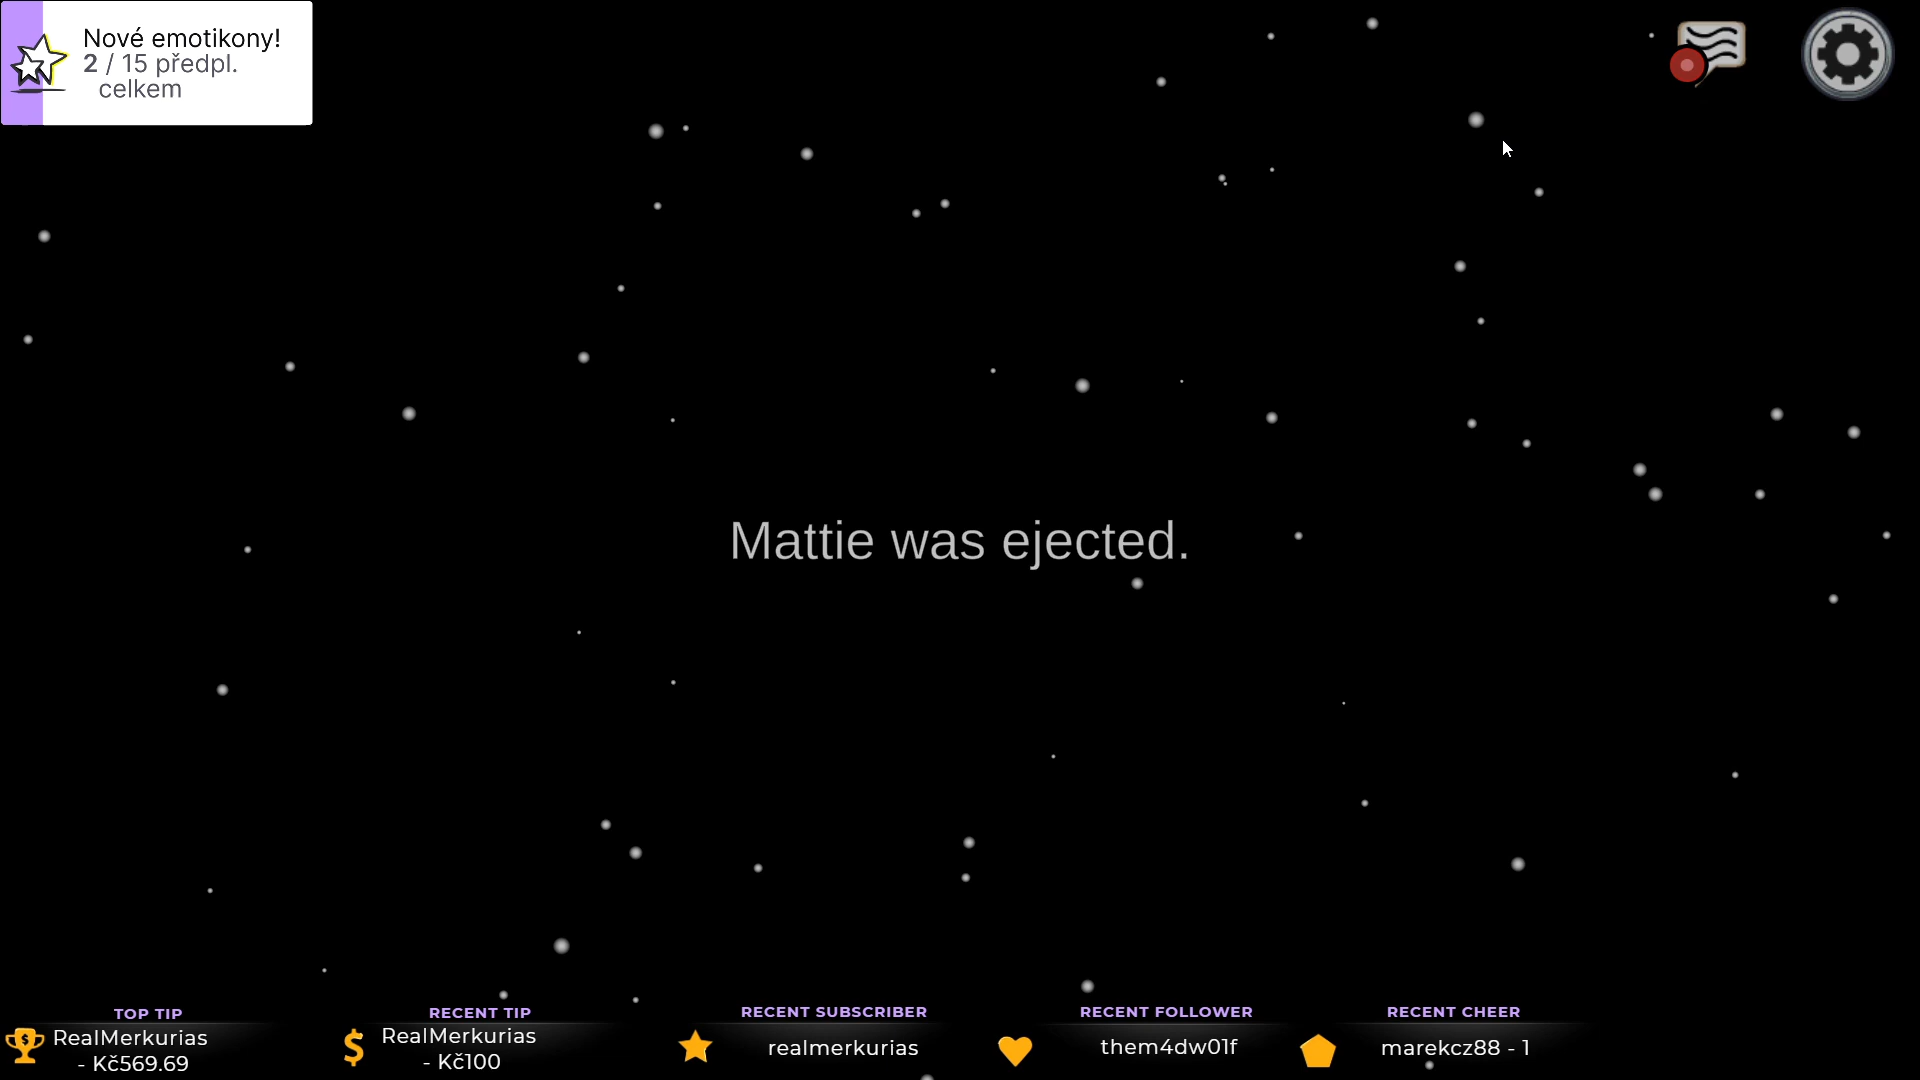 Nové emotikony!
2 / 15 předpl.
celkem
Mattie was ejected.
TOP TIP
RealMerkurias
- Kč569.69
RECENT TIP
RealMerkurias
- Kč100
RECENT SUBSCRIBER
realmerkurias
RECENT FOLLOWER
them4dw01f
RECENT CHEER
marekcz88 - 1